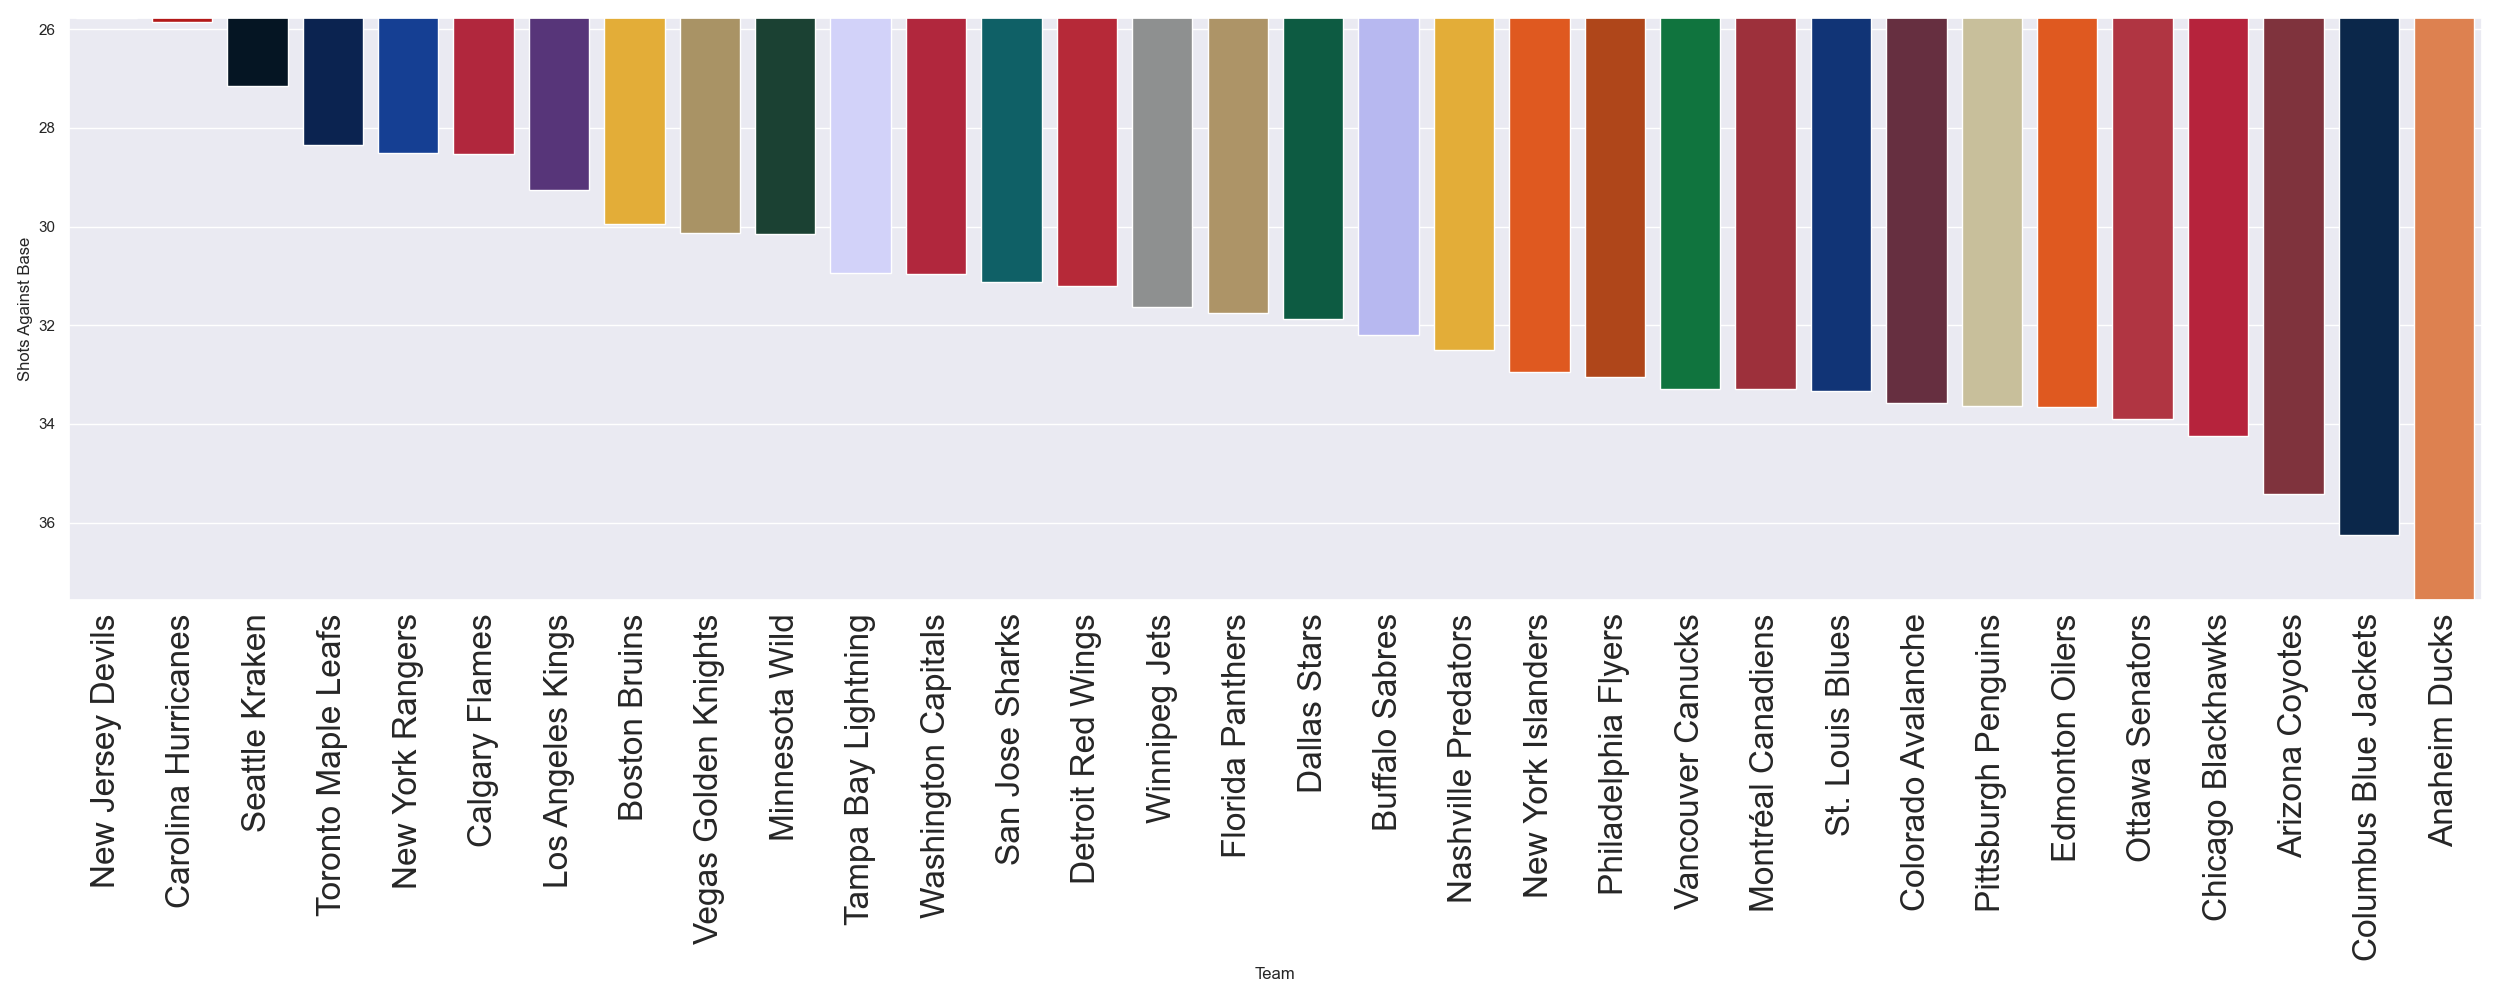 26
28
30
32
34
36
Shots Against Base
New Jersey Devils
Carolina Hurricanes
Seattle Kraken
Toronto Maple Leafs
New York Rangers
Calgary Flames
Los Angeles Kings
Boston Bruins
Vegas Golden Knights
Minnesota Wild
Tampa Bay Lightning
Washington Capitals
San Jose Sharks
Detroit Red Wings
Winnipeg Jets
Florida Panthers
Dallas Stars
Buffalo Sabres
Nashville Predators
New York Islanders
Philadelphia Flyers
Vancouver Canucks
Montréal Canadiens
St. Louis Blues
Colorado Avalanche
Pittsburgh Penguins
Edmonton Oilers
Ottawa Senators
Chicago Blackhawks
Arizona Coyotes
Columbus Blue Jackets
Anaheim Ducks
Team